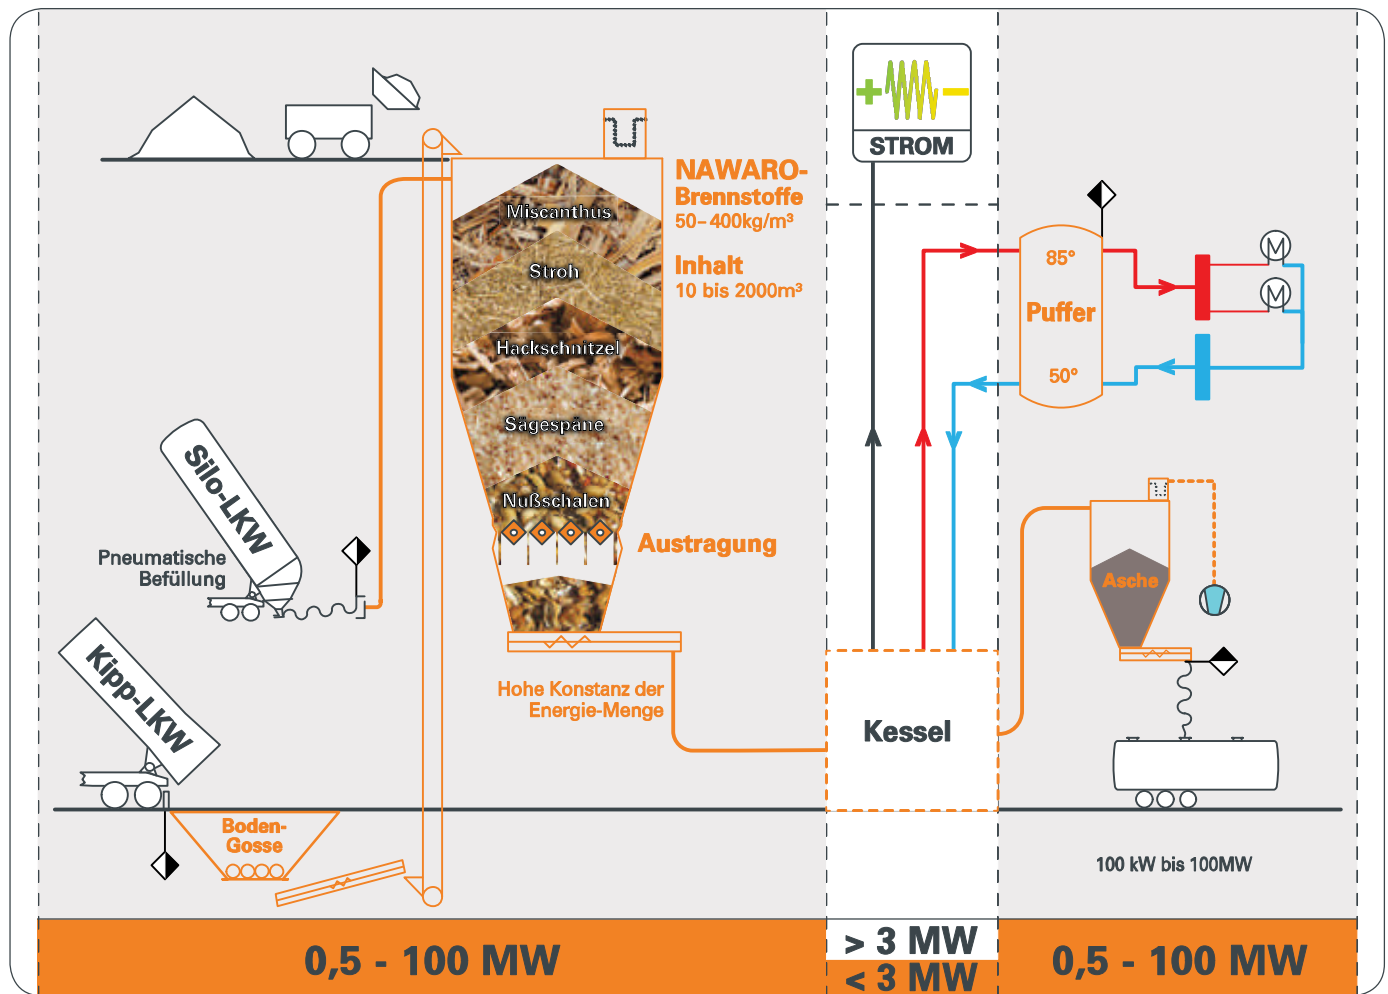 STROM
NAWARO-
Brennstoffe
50-400kg/m³
Inhalt
10 bis 2000m³
Miscanthus
Stroh
Hackschnitzel
Sägespäne
Nußschalen
Austragung
Silo-LKW
Pneumatische
Befüllung
Kipp-LKW
Boden-
Gosse
Hohe Konstanz der
Energie-Menge
Kessel
85°
Puffer
50°
M
M
Asche
100 kW bis 100MW
0,5 - 100 MW
> 3 MW
< 3 MW
0,5 - 100 MW